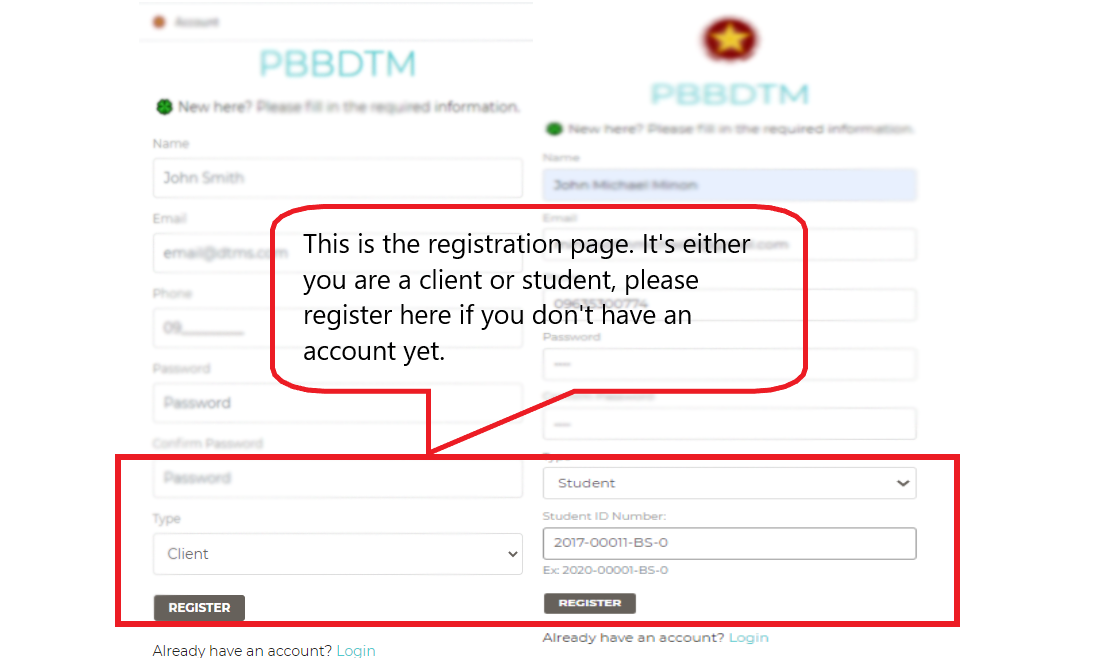 Account
PBBDTM
New here? Please fill in the required information.
Name
John Smith
Email
email@dtms.com
Phone
09_________
Password
Password
Confirm Password
Password
Type
Client
REGISTER
Already have an account? Login
PBBDTM
New here? Please fill in the required information.
Name
John Michael Minon
Email
.com
09635300774
Password
Confirm Password
Type
Student
Student ID Number:
2017-00011-BS-0
Ex: 2020-00001-BS-0
REGISTER
Already have an account? Login
This is the registration page. It's either
you are a client or student, please
register here if you don't have an
account yet.